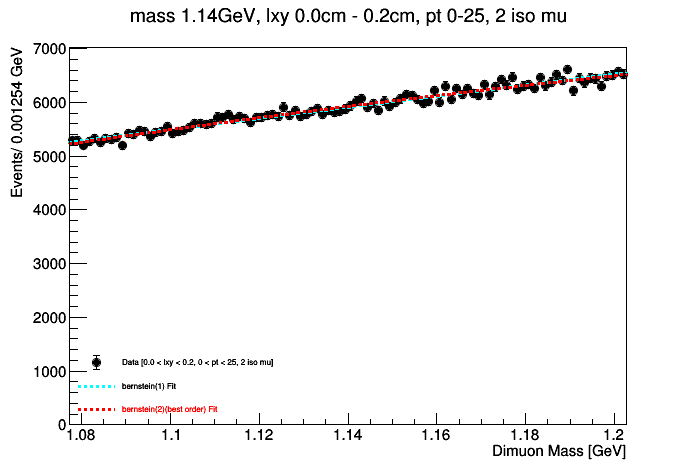 mass 1.14GeV, lxy 0.0cm - 0.2cm, pt 0-25, 2 iso mu
Events/ 0.001254 GeV
7000
6000
5000
4000
3000
2000
1000
0
Data [0.0 < lxy < 0.2, 0 < pt < 25, 2 iso mu]
bernstein(1) Fit
bernstein(2)(best order) Fit
1.08 1.1 1.12 1.14 1.16 1.18 1.2
Dimuon Mass [GeV]